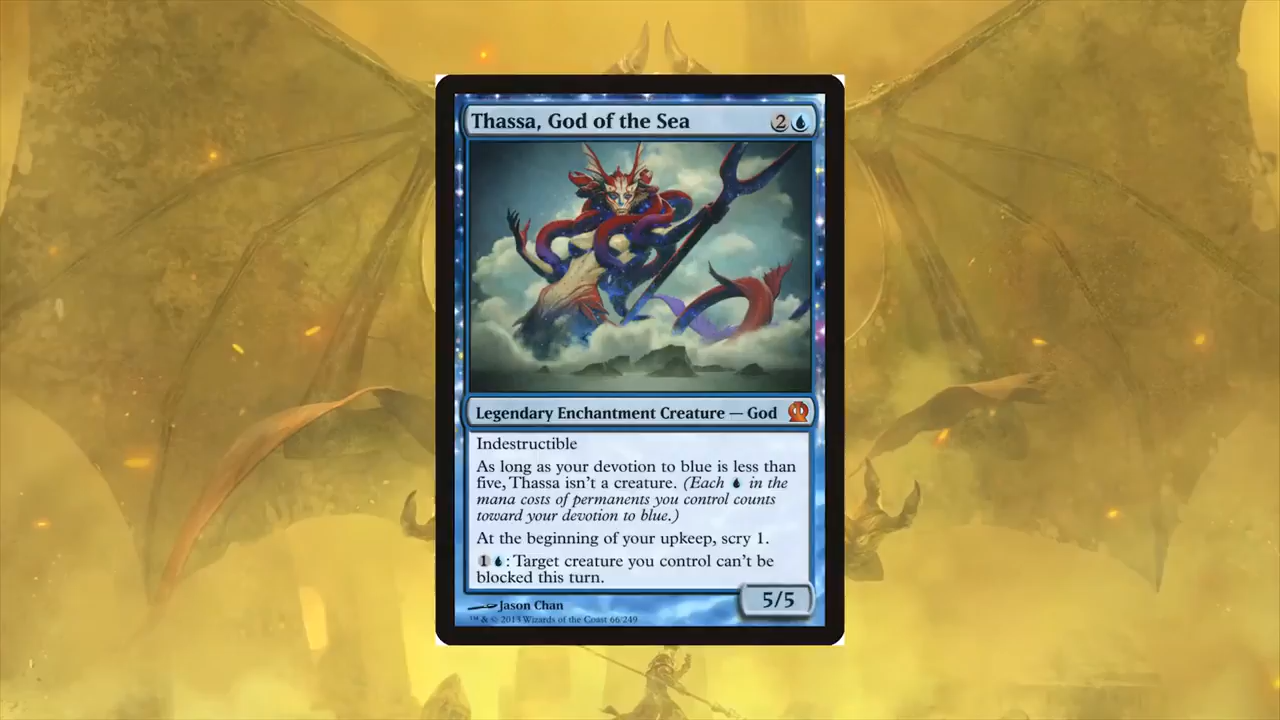 Thassa, God of the Sea 2
Legendary Enchantment Creature — God
Indestructible
As long as your devotion to blue is less than
five, Thassa isn't a creature. (Each in the
mana costs of permanents you control counts
toward your devotion to blue.)
At the beginning of your upkeep, scry 1.
1 : Target creature you control can't be
blocked this turn.
5/5
Jason Chan
™ & © 2013 Wizards of the Coast 66/249